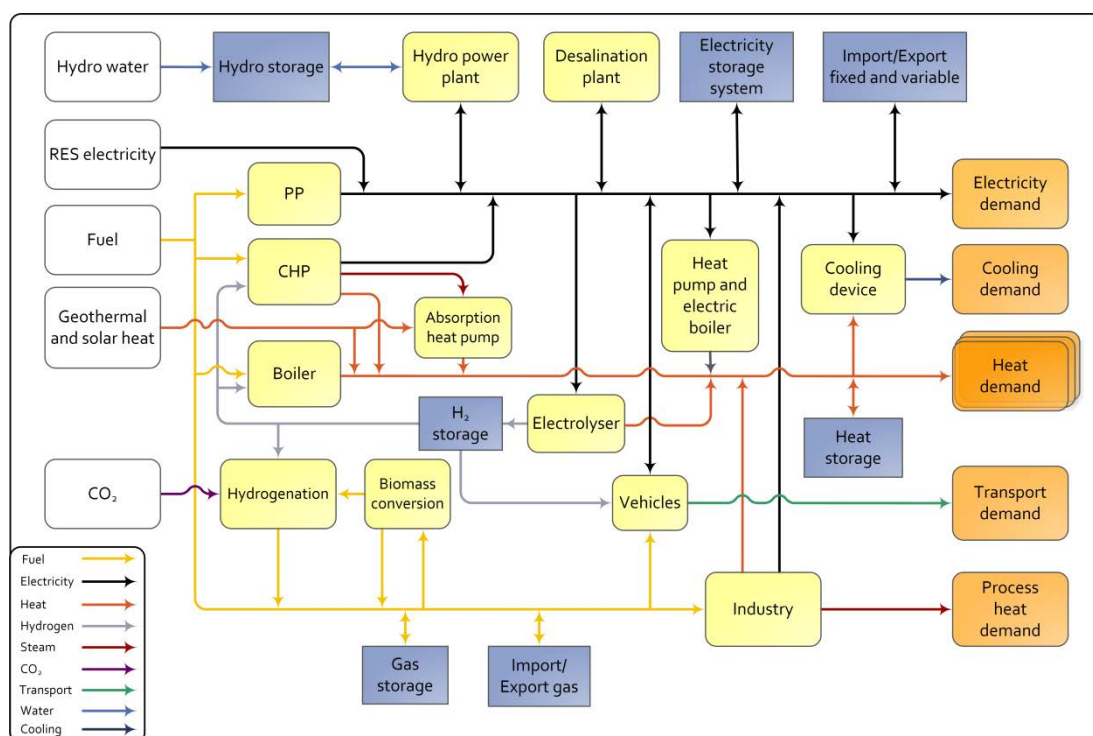 Hydro water
Hydro storage
Hydro power
plant
Desalination
plant
Electricity
storage
system
Import/Export
fixed and variable
RES electricity
PP
Electricity
demand
Fuel
CHP
Heat
pump and
electric
boiler
Cooling
device
Cooling
demand
Geothermal
and solar heat
Absorption
heat pump
Boiler
Heat
demand
H₂
storage
Electrolyser
Heat
storage
CO₂
Hydrogenation
Biomass
conversion
Vehicles
Transport
demand
Industry
Process
heat
demand
Gas
storage
Import/
Export gas
Fuel
Electricity
Heat
Hydrogen
Steam
CO₂
Transport
Water
Cooling